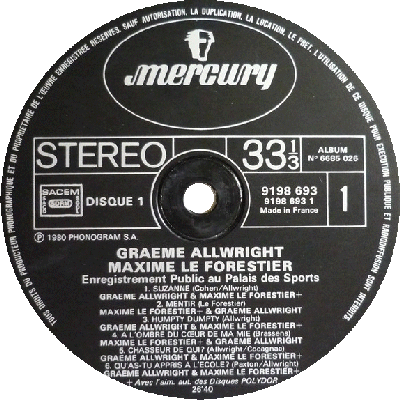 TOUS DROITS DU PRODUCTEUR PHONOGRAPHIQUE ET DU PROPRIETAIRE DE L'OEUVRE ENREGISTREE RESERVES. SAUF AUTORISATION, LA DUPLICATION, LA LOCATION, LE PRET, L'UTILISATION DE CE DISQUE POUR EXECUTION PUBLIQUE ET RADIODIFFUSION SONT INTERDITS
mercury
STEREO
33 1/3
ALBUM
N° 6685 026
SACEM
DISQUE 1
9198 693
9198 693 1
Made in France
1
℗ 1980 PHONOGRAM S.A.
GRAEME ALLWRIGHT
MAXIME LE FORESTIER
Enregistrement Public au Palais des Sports
1. SUZANNE (Cohen/Allwright)
GRAEME ALLWRIGHT & MAXIME LE FORESTIER+
2. MENTIR (Le Forestier)
MAXIME LE FORESTIER+ & GRAEME ALLWRIGHT
3. HUMPTY DUMPTY (Allwright)
GRAEME ALLWRIGHT & MAXIME LE FORESTIER+
4. A L'OMBRE DU CŒUR DE MA MIE (Brassens)
MAXIME LE FORESTIER+ & GRAEME ALLWRIGHT
5. CHASSEUR DE QUI? (Allwright/Cocagnac)
GRAEME ALLWRIGHT & MAXIME LE FORESTIER+
6. QU'AS-TU APPRIS A L'ECOLE? (Paxton/Allwright)
GRAEME ALLWRIGHT & MAXIME LE FORESTIER+
+ Avec l'aim. aut. des Disques POLYDOR
26'40